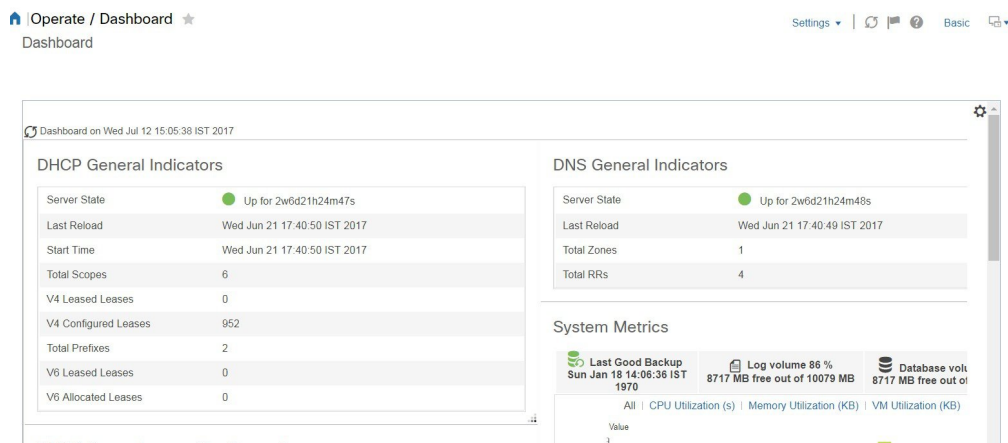 Operate / Dashboard
Settings
Basic
Dashboard
Dashboard on Wed Jul 12 15:05:38 IST 2017
DHCP General Indicators
Server State Up for 2w6d21h24m47s
Last Reload Wed Jun 21 17:40:50 IST 2017
Start Time Wed Jun 21 17:40:50 IST 2017
Total Scopes 6
V4 Leased Leases 0
V4 Configured Leases 952
Total Prefixes 2
V6 Leased Leases 0
V6 Allocated Leases 0
DNS General Indicators
Server State Up for 2w6d21h24m48s
Last Reload Wed Jun 21 17:40:49 IST 2017
Total Zones 1
Total RRs 4
System Metrics
Last Good Backup
Sun Jan 18 14:06:36 IST
1970
Log volume 86 %
8717 MB free out of 10079 MB
Database volu
8717 MB free out of
All | CPU Utilization (s) | Memory Utilization (KB) | VM Utilization (KB)
Value